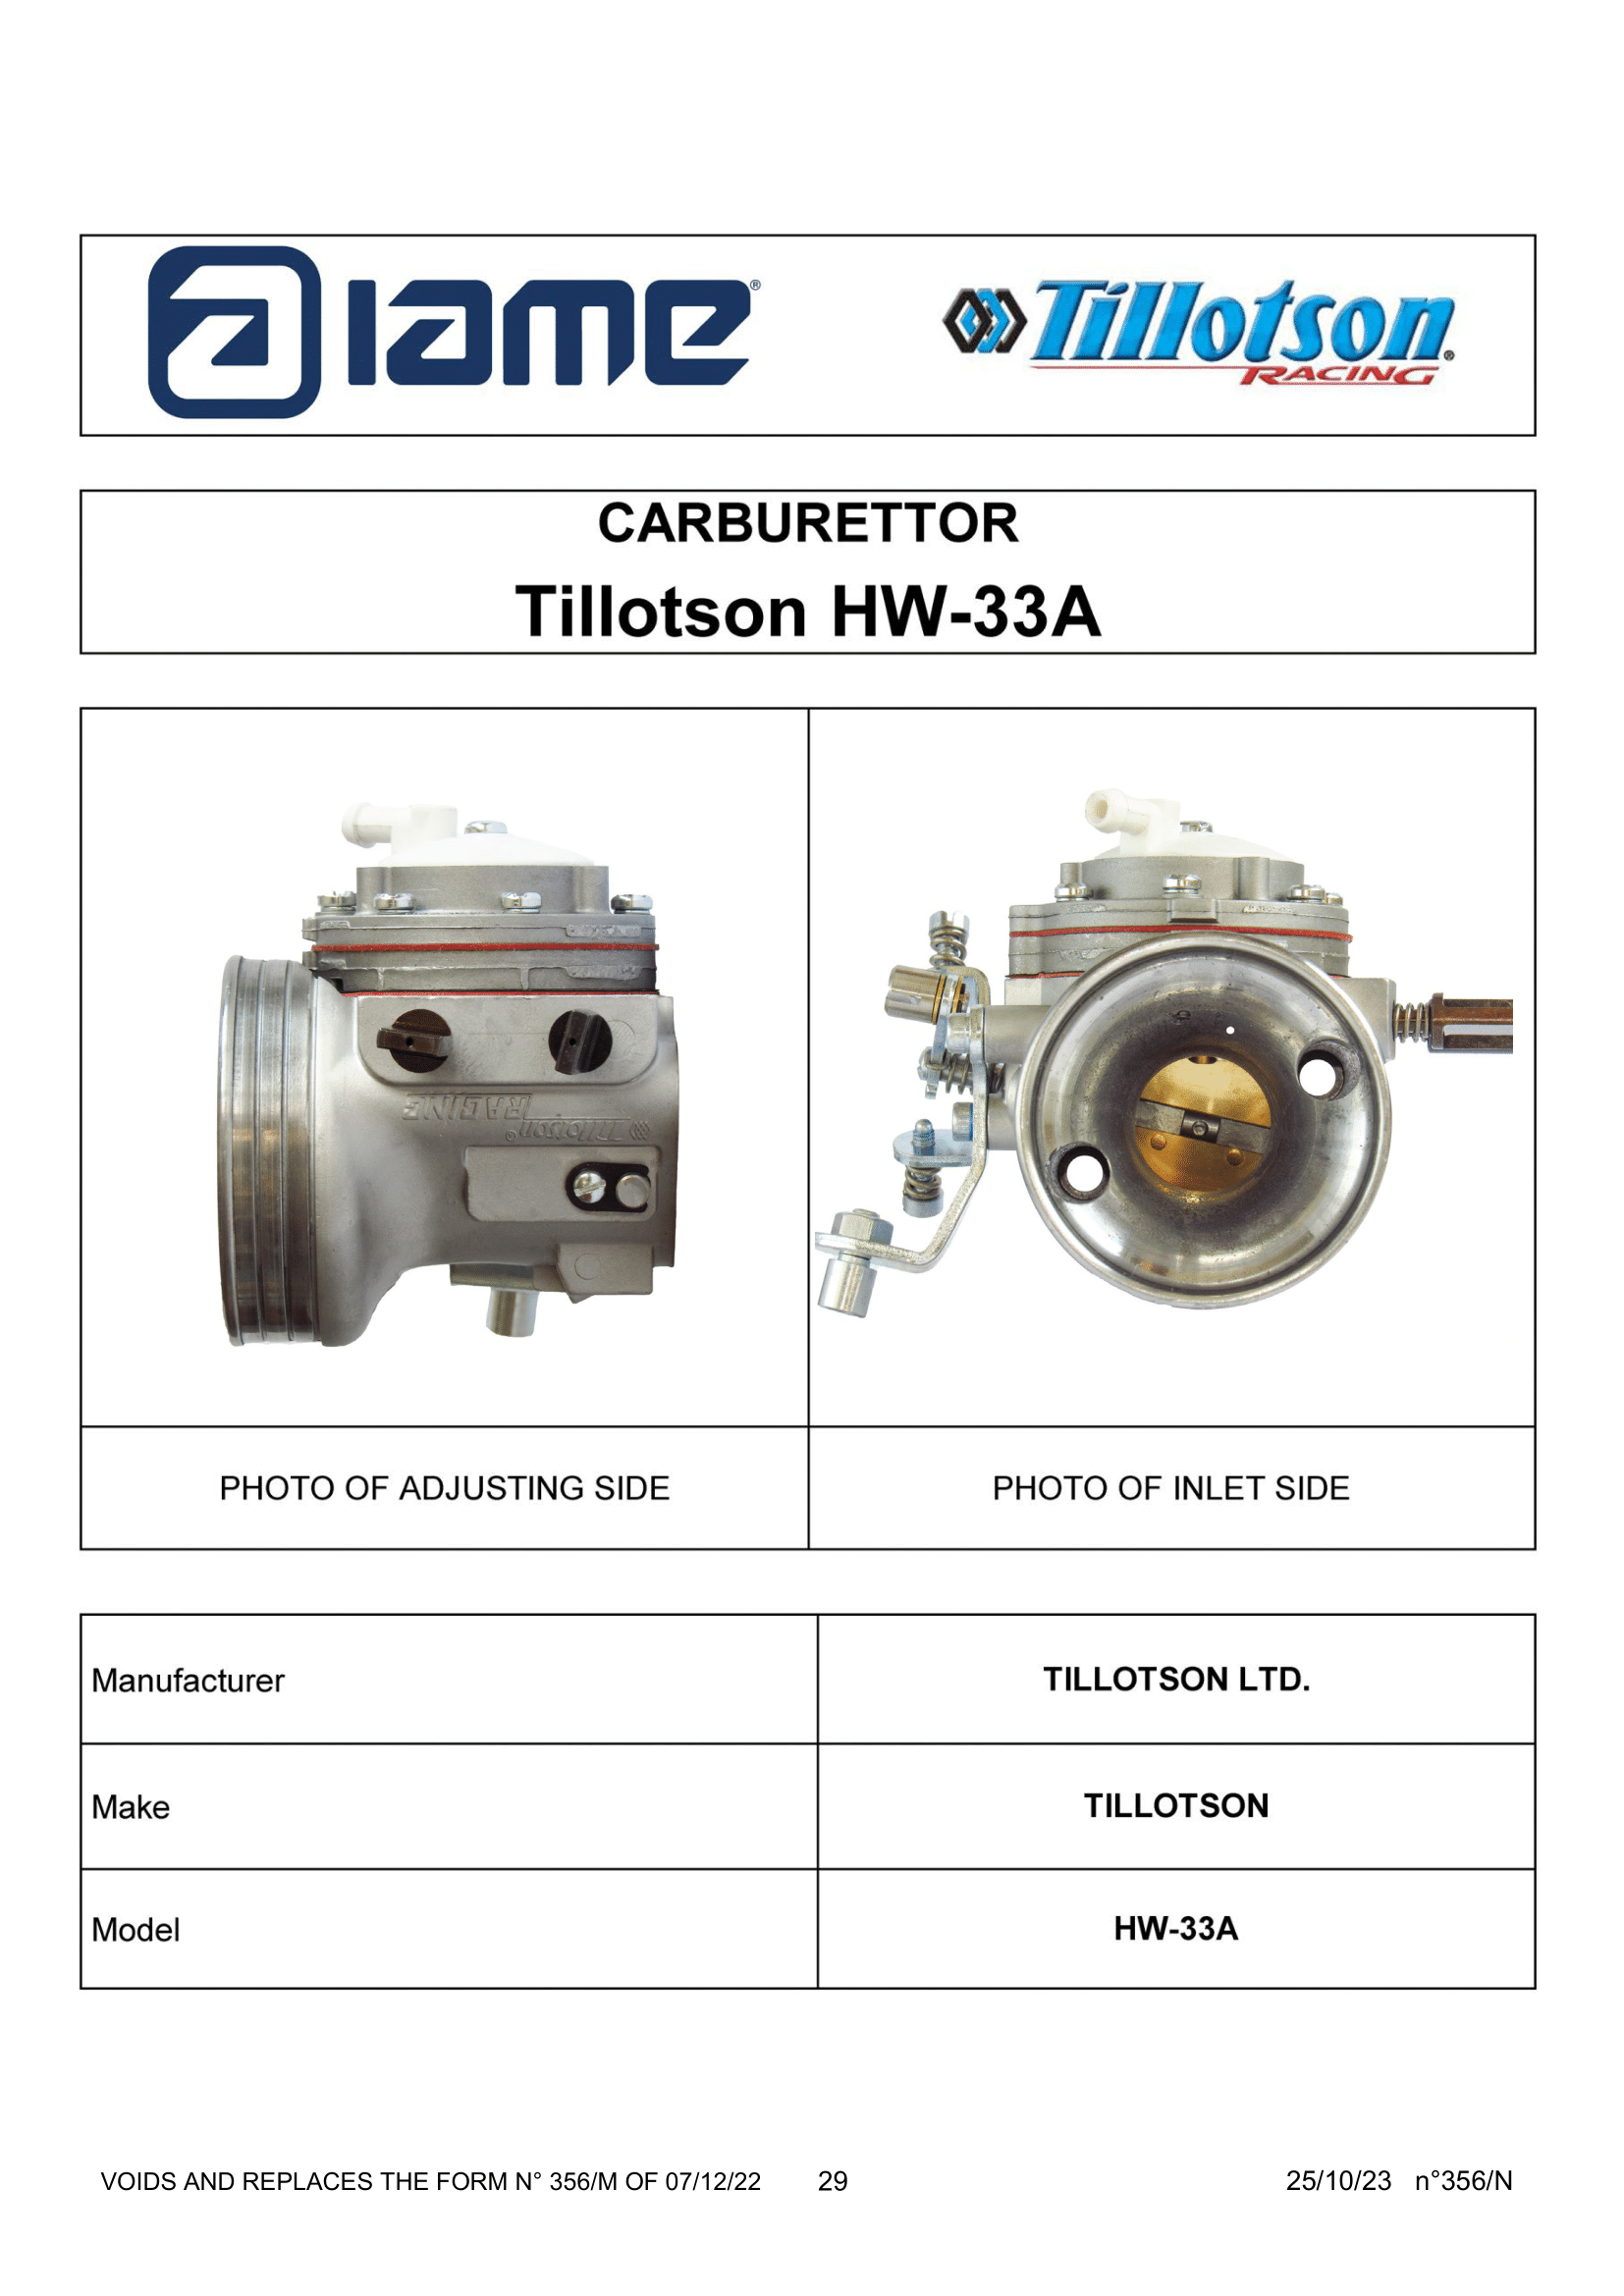 IAME®
Tillotson®
RACING
CARBURETTOR
Tillotson HW-33A
RACING
Tillotson®
PHOTO OF ADJUSTING SIDE
PHOTO OF INLET SIDE
Manufacturer
TILLOTSON LTD.
Make
TILLOTSON
Model
HW-33A
VOIDS AND REPLACES THE FORM N° 356/M OF 07/12/22
29
25/10/23 n°356/N